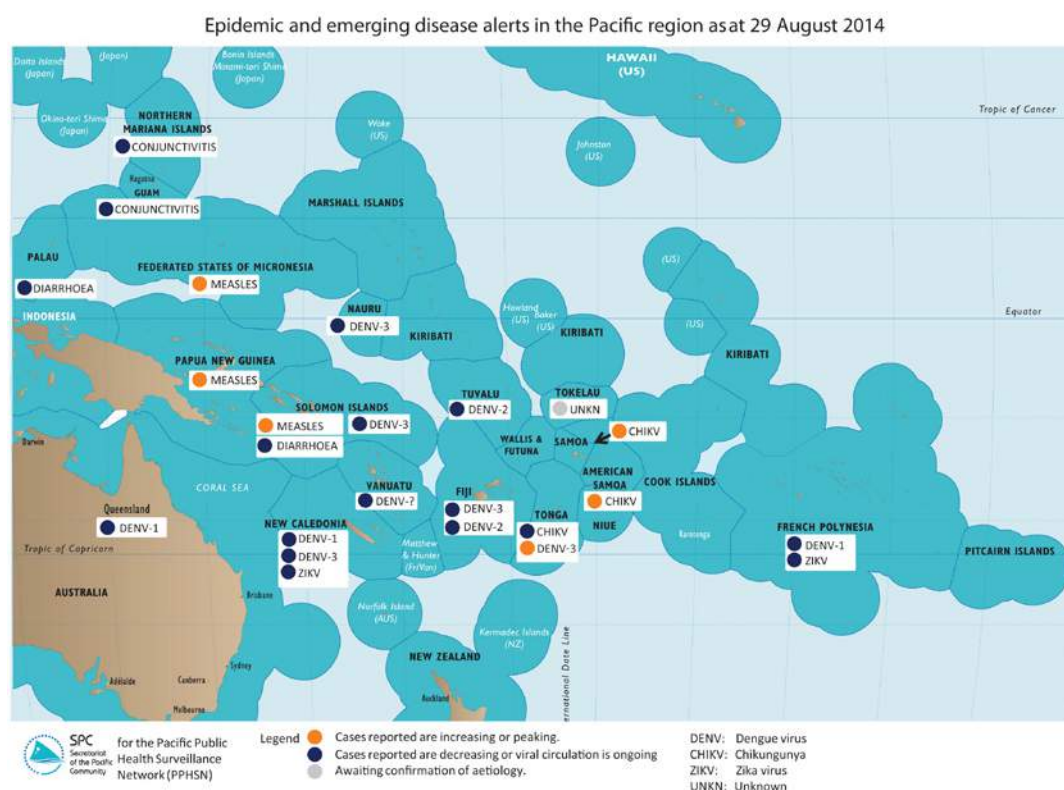 Epidemic and emerging disease alerts in the Pacific region as at 29 August 2014
Daito Islands
(Japan)
(Japan)
Bonin Islands
Minami-tori Shima
(Japan)
HAWAII
(US)
Okino-tori Shima
(Japan)
NORTHERN
MARIANA ISLANDS
CONJUNCTIVITIS
Wake
(US)
Johnston
(US)
Tropic of Cancer
Hagatna
GUAM
CONJUNCTIVITIS
MARSHALL ISLANDS
PALAU
DIARRHOEA
FEDERATED STATES OF MICRONESIA
MEASLES
(US)
INDONESIA
NAURU
DENV-3
KIRIBATI
Howland
(US)
Baker
(US)
KIRIBATI
(US)
Equator
KIRIBATI
PAPUA NEW GUINEA
MEASLES
SOLOMON ISLANDS
MEASLES
DENV-3
DIARRHOEA
TUVALU
DENV-2
TOKELAU
UNKN
WALLIS &
FUTUNA
SAMOA
CHIKV
Darwin
CORAL SEA
VANUATU
DENV-?
FIJI
DENV-3
DENV-2
AMERICAN
SAMOA
CHIKV
COOK ISLANDS
Queensland
DENV-1
NEW CALEDONIA
DENV-1
DENV-3
ZIKV
TONGA
CHIKV
DENV-3
NIUE
Rarotonga
FRENCH POLYNESIA
DENV-1
ZIKV
PITCAIRN ISLANDS
Tropic of Capricorn
Matthew
& Hunter
(Fr/Van)
AUSTRALIA
Brisbane
Norfolk Island
(AUS)
Kermadec Islands
(NZ)
International Date Line
NEW ZEALAND
Sydney
Adélaide
Canberra
Melbourne
Auckland
SPC
Secretariat
of the Pacific
Community
for the Pacific Public
Health Surveillance
Network (PPHSN)
Legend
Cases reported are increasing or peaking.
Cases reported are decreasing or viral circulation is ongoing
Awaiting confirmation of aetiology.
DENV: Dengue virus
CHIKV: Chikungunya
ZIKV: Zika virus
UNKN: Unknown